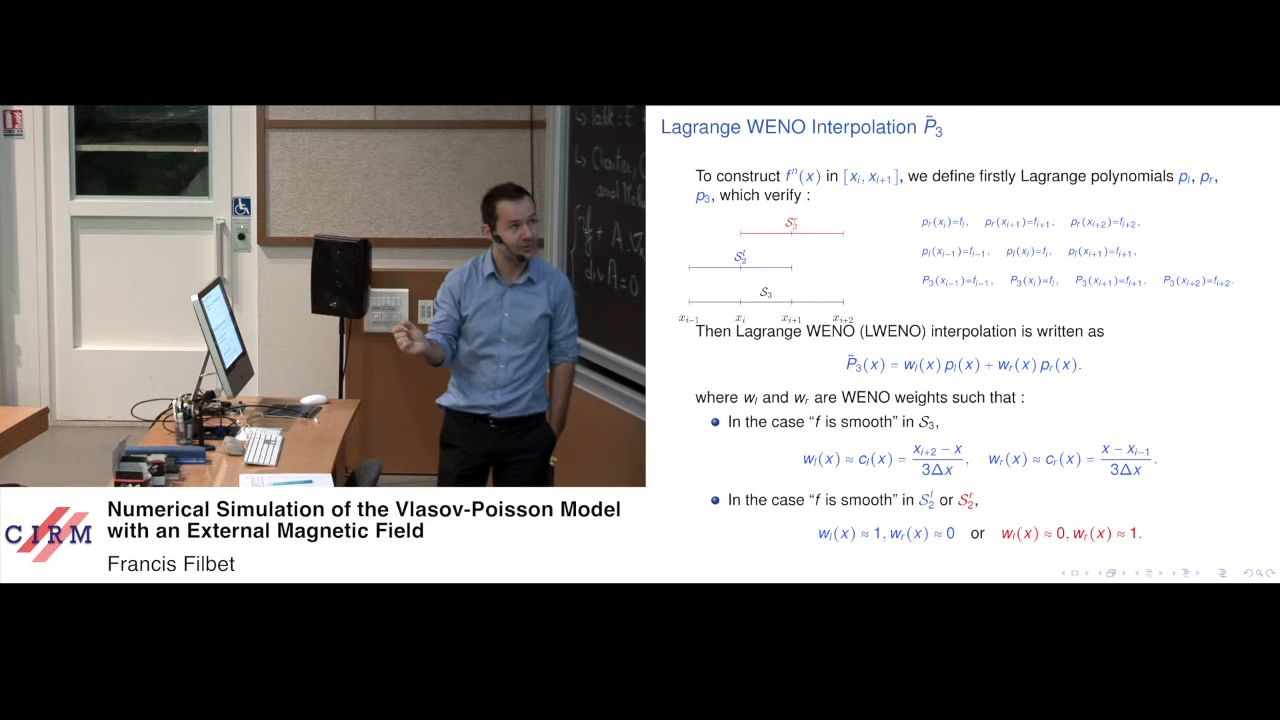 Lagrange WENO Interpolation P̃₃
To construct fⁿ(x) in [xᵢ, xᵢ₊₁], we define firstly Lagrange polynomials pₗ, pᵣ,
p₃, which verify :
S₂ʳ
pᵣ(xᵢ)=fᵢ, pᵣ(xᵢ₊₁)=fᵢ₊₁, pᵣ(xᵢ₊₂)=fᵢ₊₂,
S₂ˡ
pₗ(xᵢ₋₁)=fᵢ₋₁, pₗ(xᵢ)=fᵢ, pₗ(xᵢ₊₁)=fᵢ₊₁,
S₃
P₃(xᵢ₋₁)=fᵢ₋₁, P₃(xᵢ)=fᵢ, P₃(xᵢ₊₁)=fᵢ₊₁, P₃(xᵢ₊₂)=fᵢ₊₂.
xᵢ₋₁ xᵢ xᵢ₊₁ xᵢ₊₂
Then Lagrange WENO (LWENO) interpolation is written as
P̃₃(x) = wₗ(x) pₗ(x) + wᵣ(x) pᵣ(x).
where wₗ and wᵣ are WENO weights such that :
In the case "f is smooth" in S₃,
wₗ(x) ≈ cₗ(x) = (xᵢ₊₂ − x)/(3Δx), wᵣ(x) ≈ cᵣ(x) = (x − xᵢ₋₁)/(3Δx).
In the case "f is smooth" in S₂ˡ or S₂ʳ,
wₗ(x) ≈ 1, wᵣ(x) ≈ 0 or wₗ(x) ≈ 0, wᵣ(x) ≈ 1.
CIRM
Numerical Simulation of the Vlasov-Poisson Model
with an External Magnetic Field
Francis Filbet